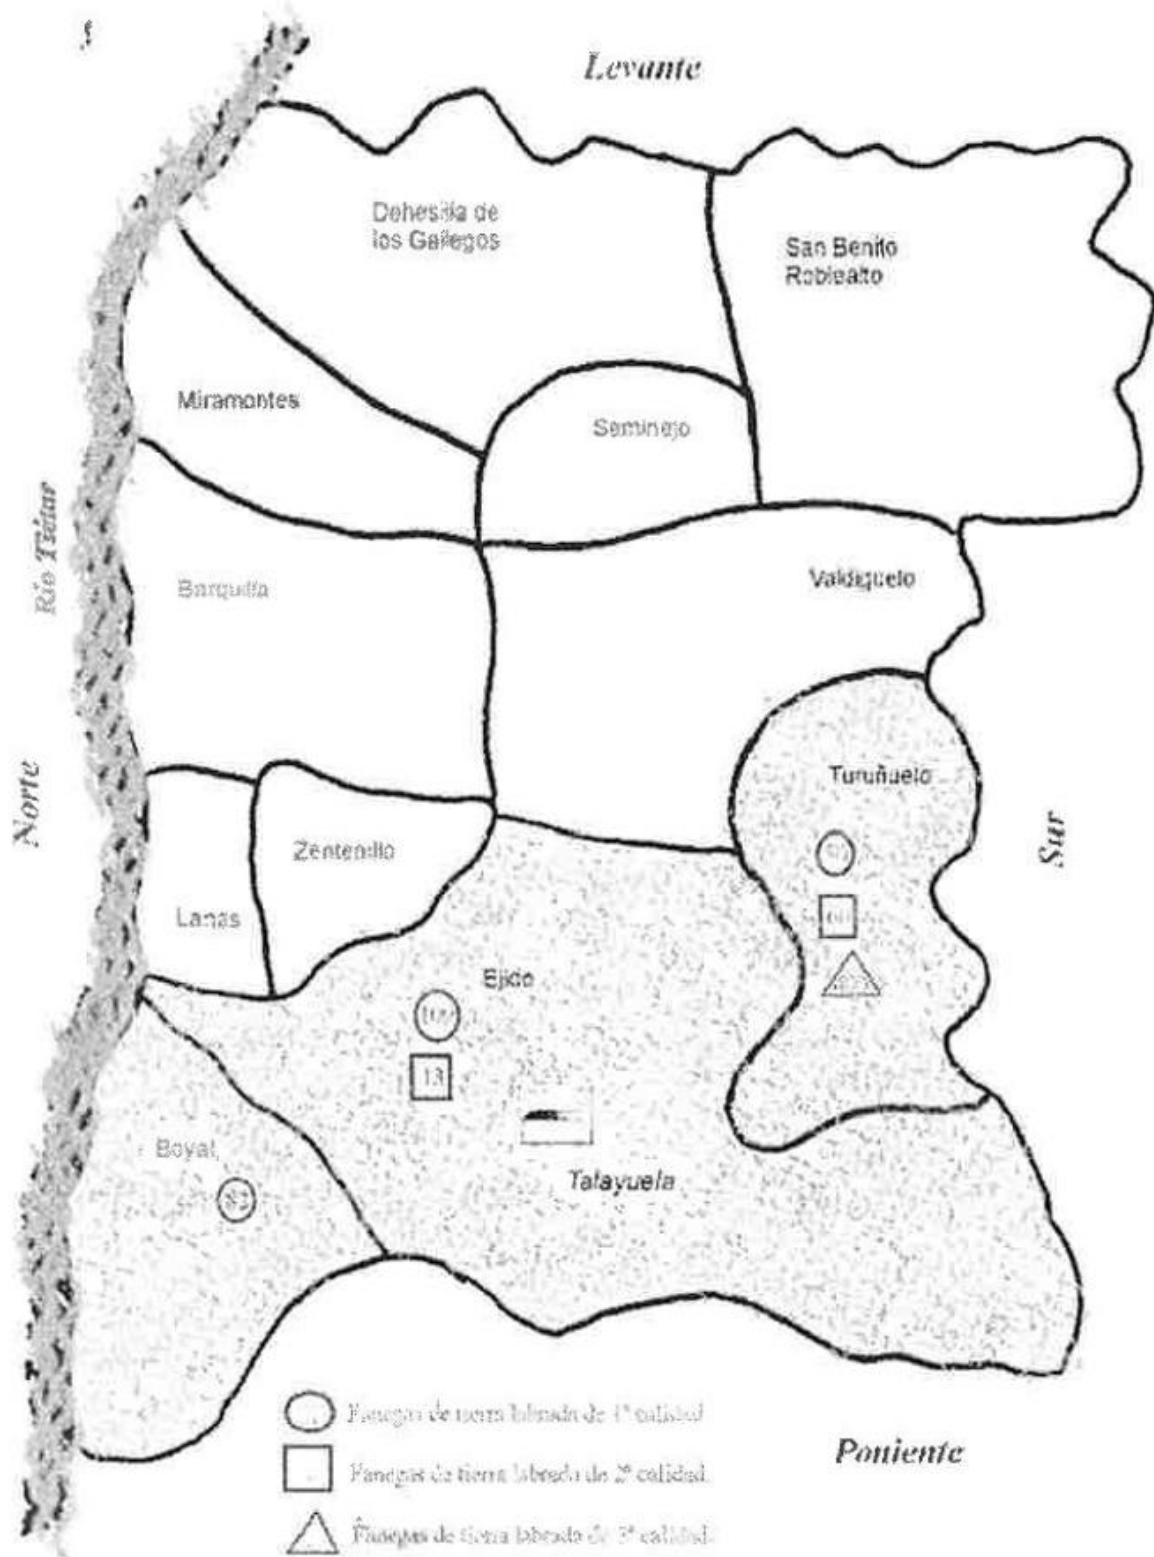 Levante
Dehesilla de
los Gallegos
San Benito
Roblealto
Miramontes
Seminejo
Río Tiétar
Barquilla
Valdiguelo
Norte
Turuñuelo
Zentenillo
Sur
Lanas
Ejido
13
Boyal
82
Talayuela
Fanegas de tierra labrada de 1ª calidad
Fanegas de tierra labrada de 2ª calidad.
Fanegas de tierra labrada de 3ª calidad.
Poniente